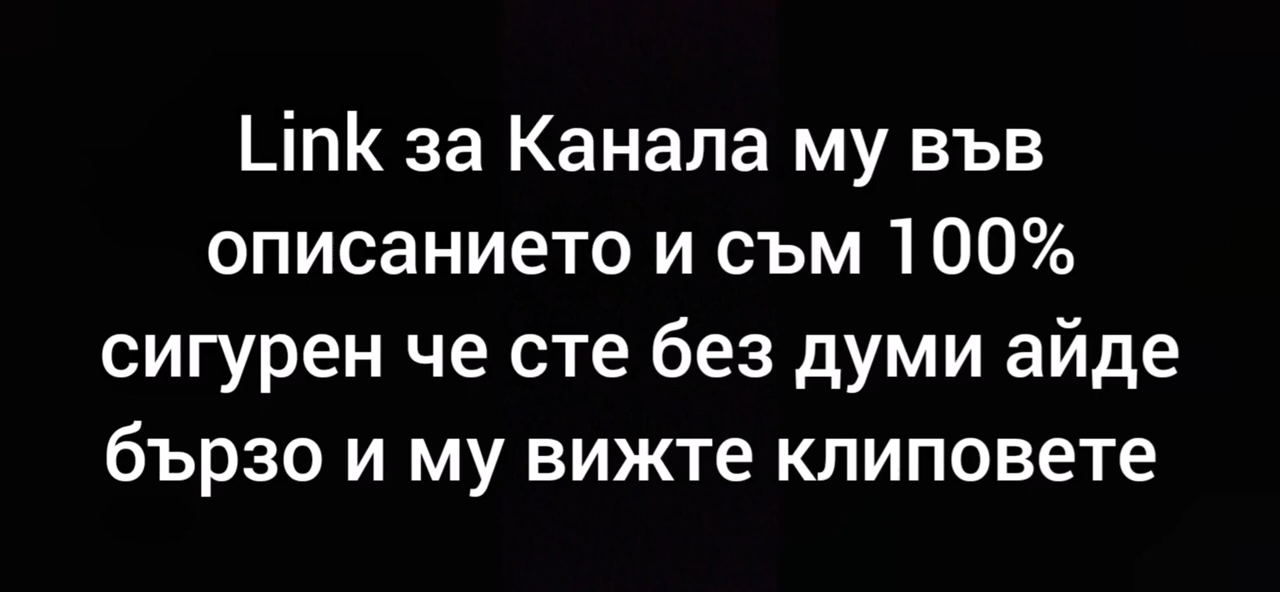 Link за Канала му във
описанието и съм 100%
сигурен че сте без думи айде
бързо и му вижте клиповете